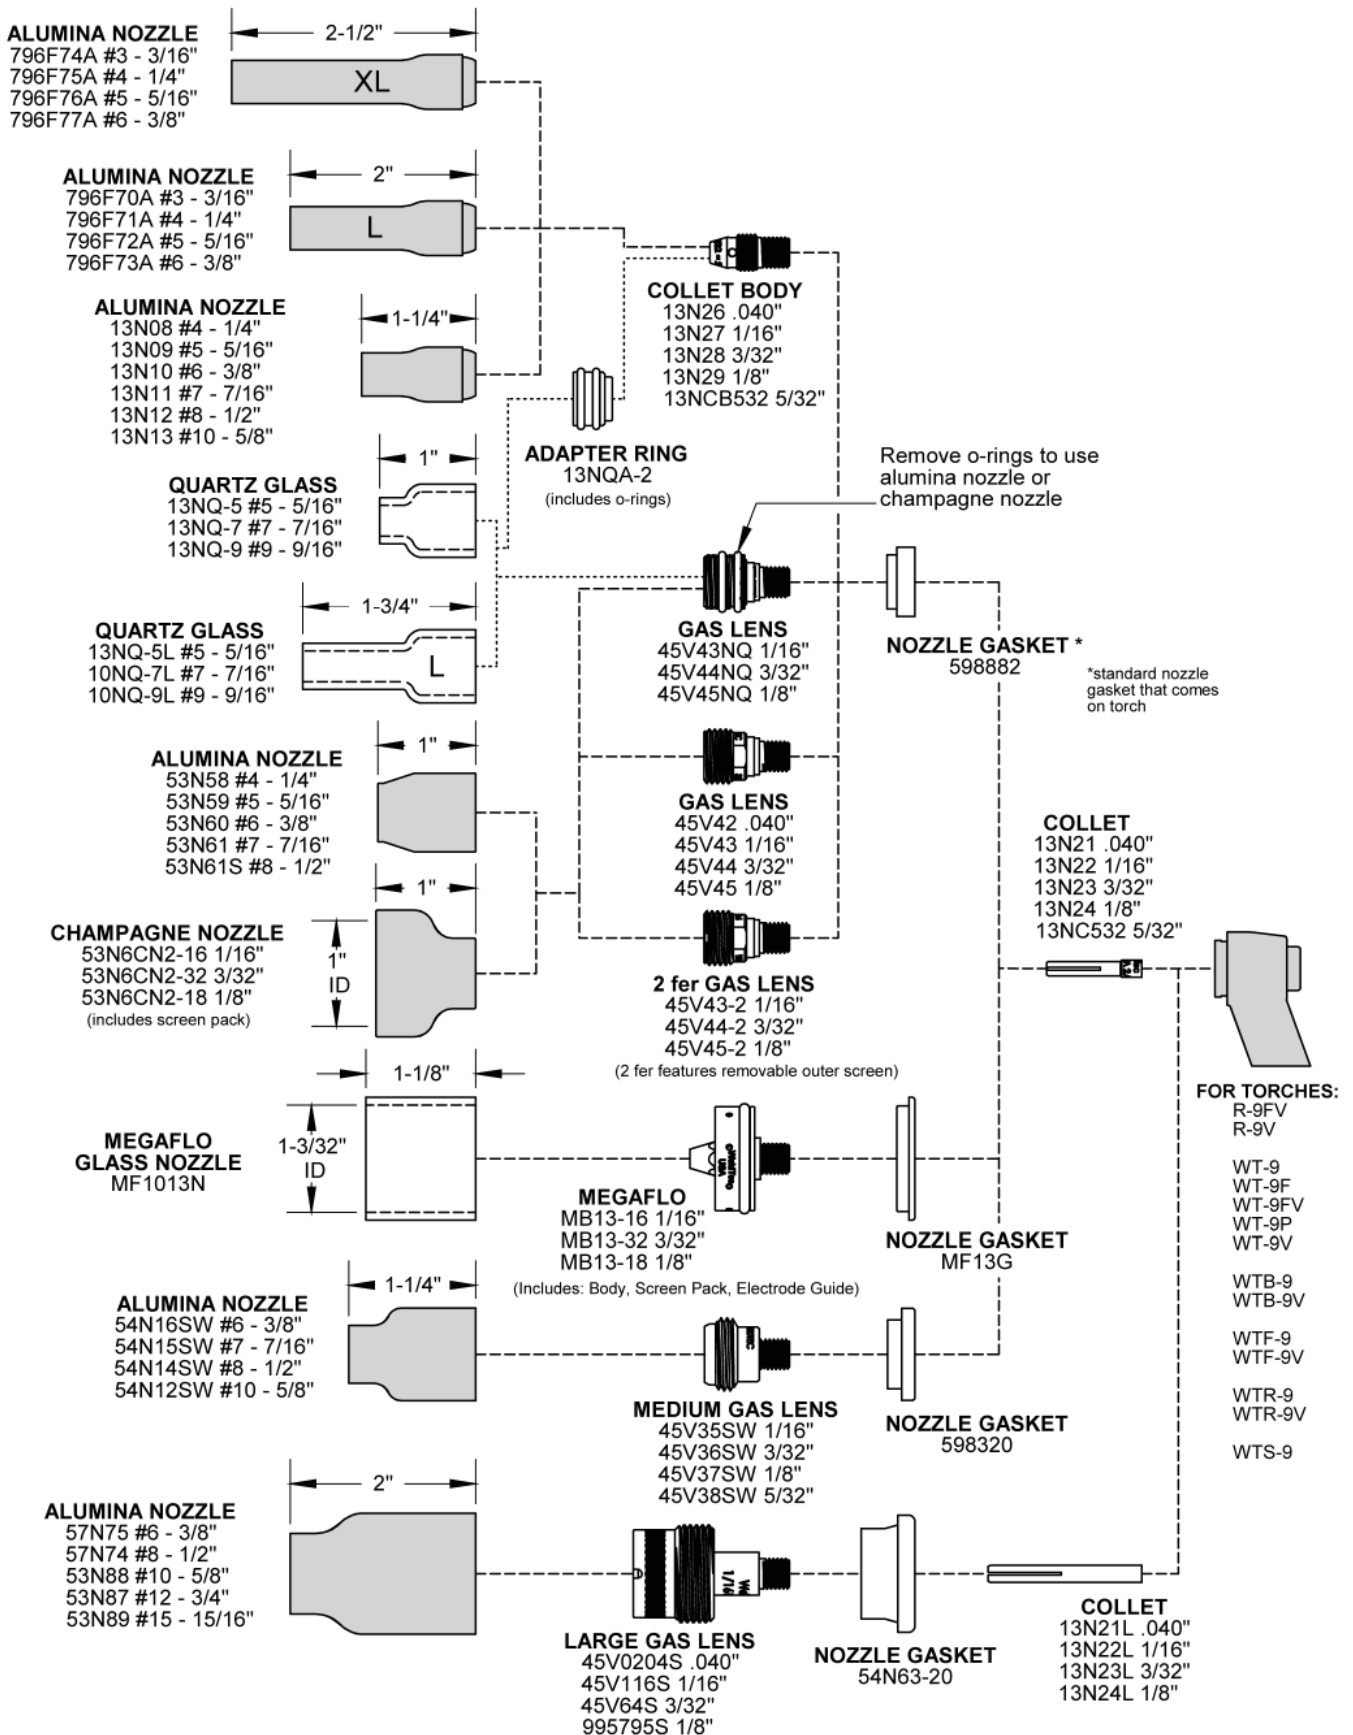 ALUMINA NOZZLE
796F74A #3 - 3/16"
796F75A #4 - 1/4"
796F76A #5 - 5/16"
796F77A #6 - 3/8"
2-1/2"
XL
ALUMINA NOZZLE
796F70A #3 - 3/16"
796F71A #4 - 1/4"
796F72A #5 - 5/16"
796F73A #6 - 3/8"
2"
L
ALUMINA NOZZLE
13N08 #4 - 1/4"
13N09 #5 - 5/16"
13N10 #6 - 3/8"
13N11 #7 - 7/16"
13N12 #8 - 1/2"
13N13 #10 - 5/8"
1-1/4"
COLLET BODY
13N26 .040"
13N27 1/16"
13N28 3/32"
13N29 1/8"
13NCB532 5/32"
ADAPTER RING
13NQA-2
(includes o-rings)
QUARTZ GLASS
13NQ-5 #5 - 5/16"
13NQ-7 #7 - 7/16"
13NQ-9 #9 - 9/16"
1"
Remove o-rings to use
alumina nozzle or
champagne nozzle
QUARTZ GLASS
13NQ-5L #5 - 5/16"
10NQ-7L #7 - 7/16"
10NQ-9L #9 - 9/16"
1-3/4"
L
GAS LENS
45V43NQ 1/16"
45V44NQ 3/32"
45V45NQ 1/8"
NOZZLE GASKET *
598882
*standard nozzle
gasket that comes
on torch
ALUMINA NOZZLE
53N58 #4 - 1/4"
53N59 #5 - 5/16"
53N60 #6 - 3/8"
53N61 #7 - 7/16"
53N61S #8 - 1/2"
1"
GAS LENS
45V42 .040"
45V43 1/16"
45V44 3/32"
45V45 1/8"
COLLET
13N21 .040"
13N22 1/16"
13N23 3/32"
13N24 1/8"
13NC532 5/32"
CHAMPAGNE NOZZLE
53N6CN2-16 1/16"
53N6CN2-32 3/32"
53N6CN2-18 1/8"
(includes screen pack)
1"
1"
ID
2 fer GAS LENS
45V43-2 1/16"
45V44-2 3/32"
45V45-2 1/8"
(2 fer features removable outer screen)
FOR TORCHES:
R-9FV
R-9V
WT-9
WT-9F
WT-9FV
WT-9P
WT-9V
WTB-9
WTB-9V
WTF-9
WTF-9V
WTR-9
WTR-9V
WTS-9
MEGAFLO
GLASS NOZZLE
MF1013N
1-1/8"
1-3/32"
ID
MEGAFLO
MB13-16 1/16"
MB13-32 3/32"
MB13-18 1/8"
(Includes: Body, Screen Pack, Electrode Guide)
NOZZLE GASKET
MF13G
ALUMINA NOZZLE
54N16SW #6 - 3/8"
54N15SW #7 - 7/16"
54N14SW #8 - 1/2"
54N12SW #10 - 5/8"
1-1/4"
MEDIUM GAS LENS
45V35SW 1/16"
45V36SW 3/32"
45V37SW 1/8"
45V38SW 5/32"
NOZZLE GASKET
598320
ALUMINA NOZZLE
57N75 #6 - 3/8"
57N74 #8 - 1/2"
53N88 #10 - 5/8"
53N87 #12 - 3/4"
53N89 #15 - 15/16"
2"
1/16
LARGE GAS LENS
45V0204S .040"
45V116S 1/16"
45V64S 3/32"
995795S 1/8"
NOZZLE GASKET
54N63-20
COLLET
13N21L .040"
13N22L 1/16"
13N23L 3/32"
13N24L 1/8"